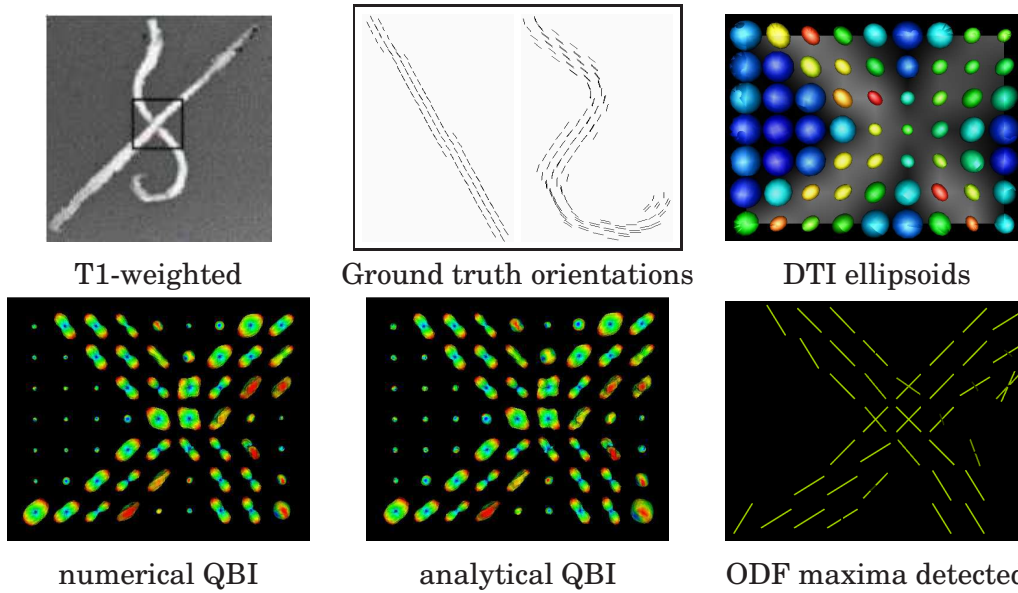 T1-weighted
Ground truth orientations
DTI ellipsoids
numerical QBI
analytical QBI
ODF maxima detected